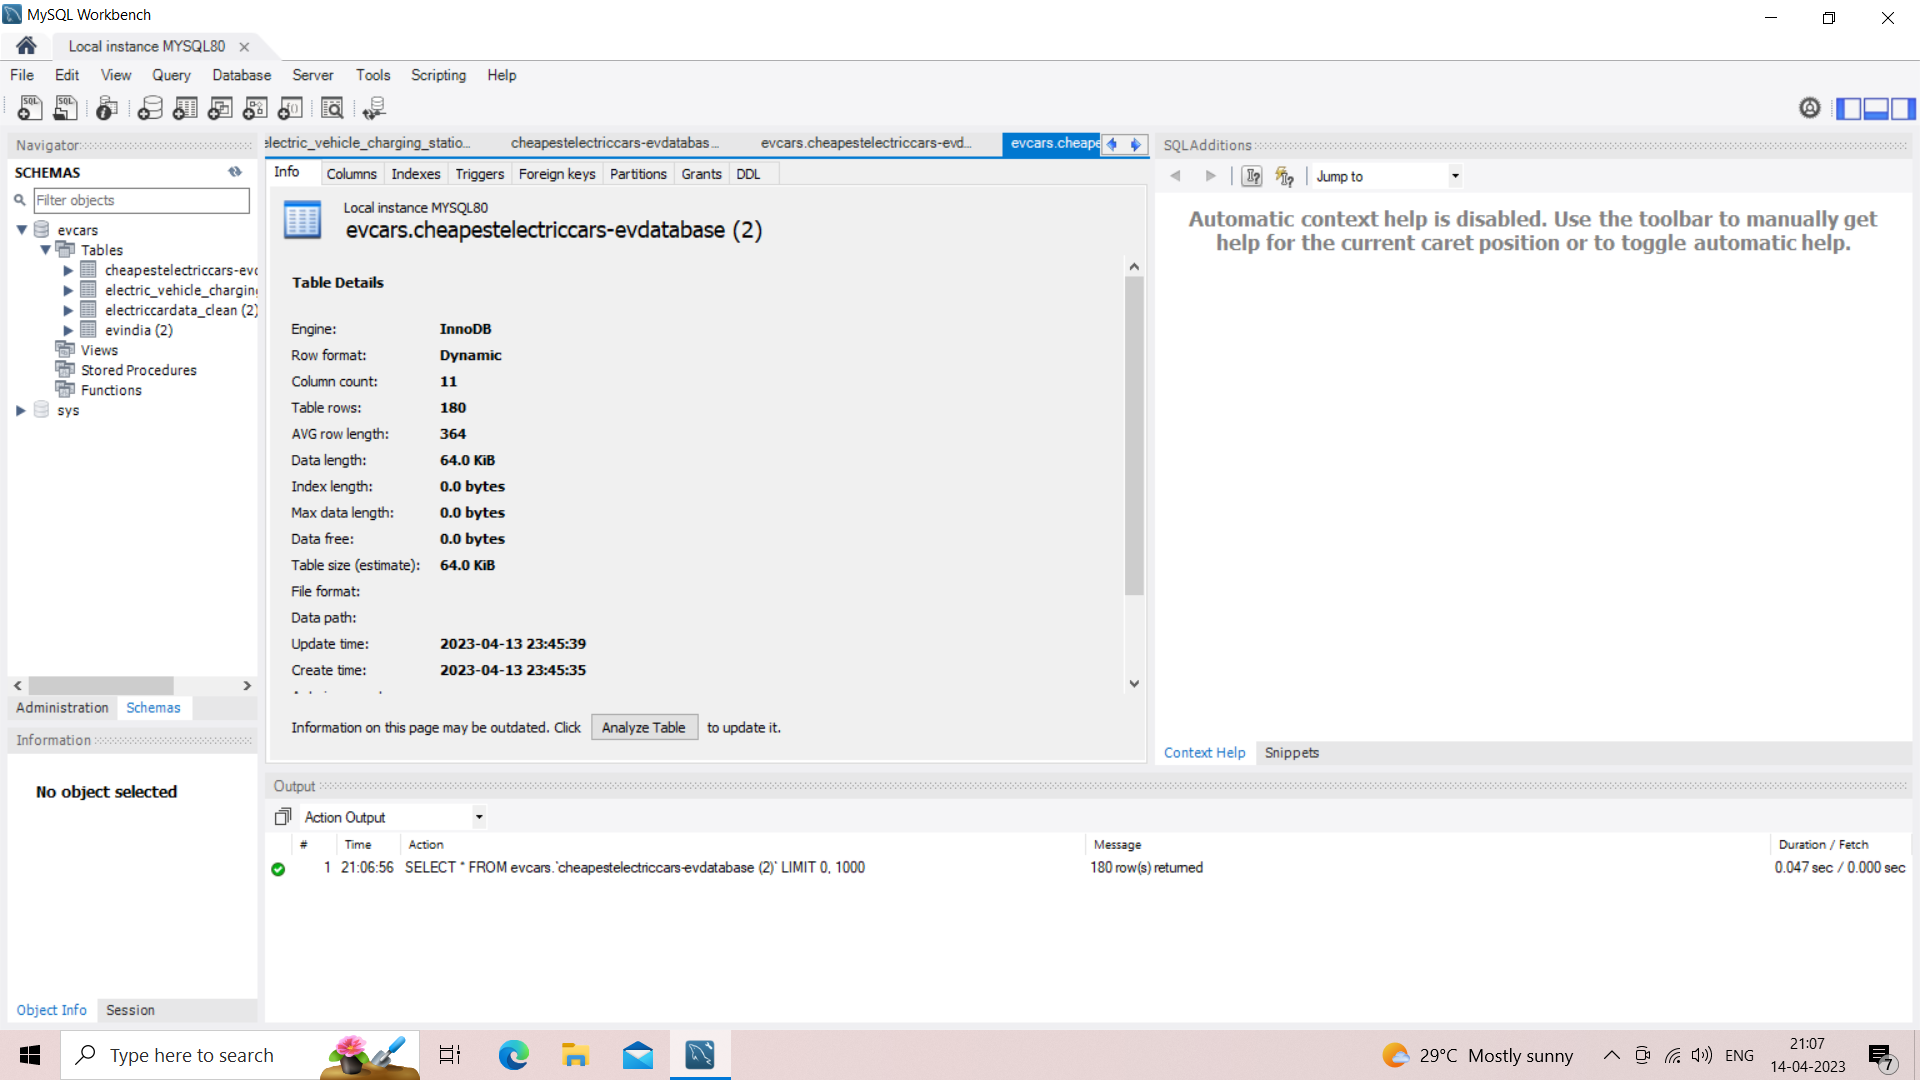 MySQL Workbench
Local instance MYSQL80
File Edit View Query Database Server Tools Scripting Help
Navigator
SCHEMAS
Filter objects
evcars
Tables
cheapestelectriccars-evd
electric_vehicle_charging
electriccardata_clean (2)
evindia (2)
Views
Stored Procedures
Functions
sys
Administration Schemas
Information
No object selected
Object Info Session
electric_vehicle_charging_statio... cheapestelectriccars-evdatabas... evcars.cheapestelectriccars-evd... evcars.cheape
Info Columns Indexes Triggers Foreign keys Partitions Grants DDL
Local instance MYSQL80
evcars.cheapestelectriccars-evdatabase (2)
Table Details
Engine: InnoDB
Row format: Dynamic
Column count: 11
Table rows: 180
AVG row length: 364
Data length: 64.0 KiB
Index length: 0.0 bytes
Max data length: 0.0 bytes
Data free: 0.0 bytes
Table size (estimate): 64.0 KiB
File format:
Data path:
Update time: 2023-04-13 23:45:39
Create time: 2023-04-13 23:45:35
Information on this page may be outdated. Click Analyze Table to update it.
SQLAdditions
Jump to
Automatic context help is disabled. Use the toolbar to manually get
help for the current caret position or to toggle automatic help.
Context Help Snippets
Output
Action Output
# Time Action Message Duration / Fetch
1 21:06:56 SELECT * FROM evcars.`cheapestelectriccars-evdatabase (2)` LIMIT 0, 1000 180 row(s) returned 0.047 sec / 0.000 sec
Type here to search
29°C Mostly sunny
ENG
21:07
14-04-2023
7